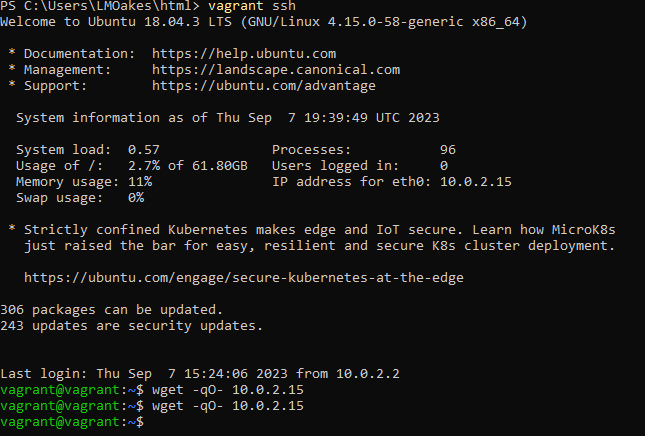 PS C:\Users\LMOakes\html> vagrant ssh
Welcome to Ubuntu 18.04.3 LTS (GNU/Linux 4.15.0-58-generic x86_64)
* Documentation:  https://help.ubuntu.com
* Management:     https://landscape.canonical.com
* Support:        https://ubuntu.com/advantage
System information as of Thu Sep  7 19:39:49 UTC 2023
System load:  0.57              Processes:           96
Usage of /:   2.7% of 61.80GB   Users logged in:     0
Memory usage: 11%               IP address for eth0: 10.0.2.15
Swap usage:   0%
* Strictly confined Kubernetes makes edge and IoT secure. Learn how MicroK8s
just raised the bar for easy, resilient and secure K8s cluster deployment.
https://ubuntu.com/engage/secure-kubernetes-at-the-edge
306 packages can be updated.
243 updates are security updates.
Last login: Thu Sep  7 15:24:06 2023 from 10.0.2.2
vagrant@vagrant:~$ wget -qO- 10.0.2.15
vagrant@vagrant:~$ wget -qO- 10.0.2.15
vagrant@vagrant:~$